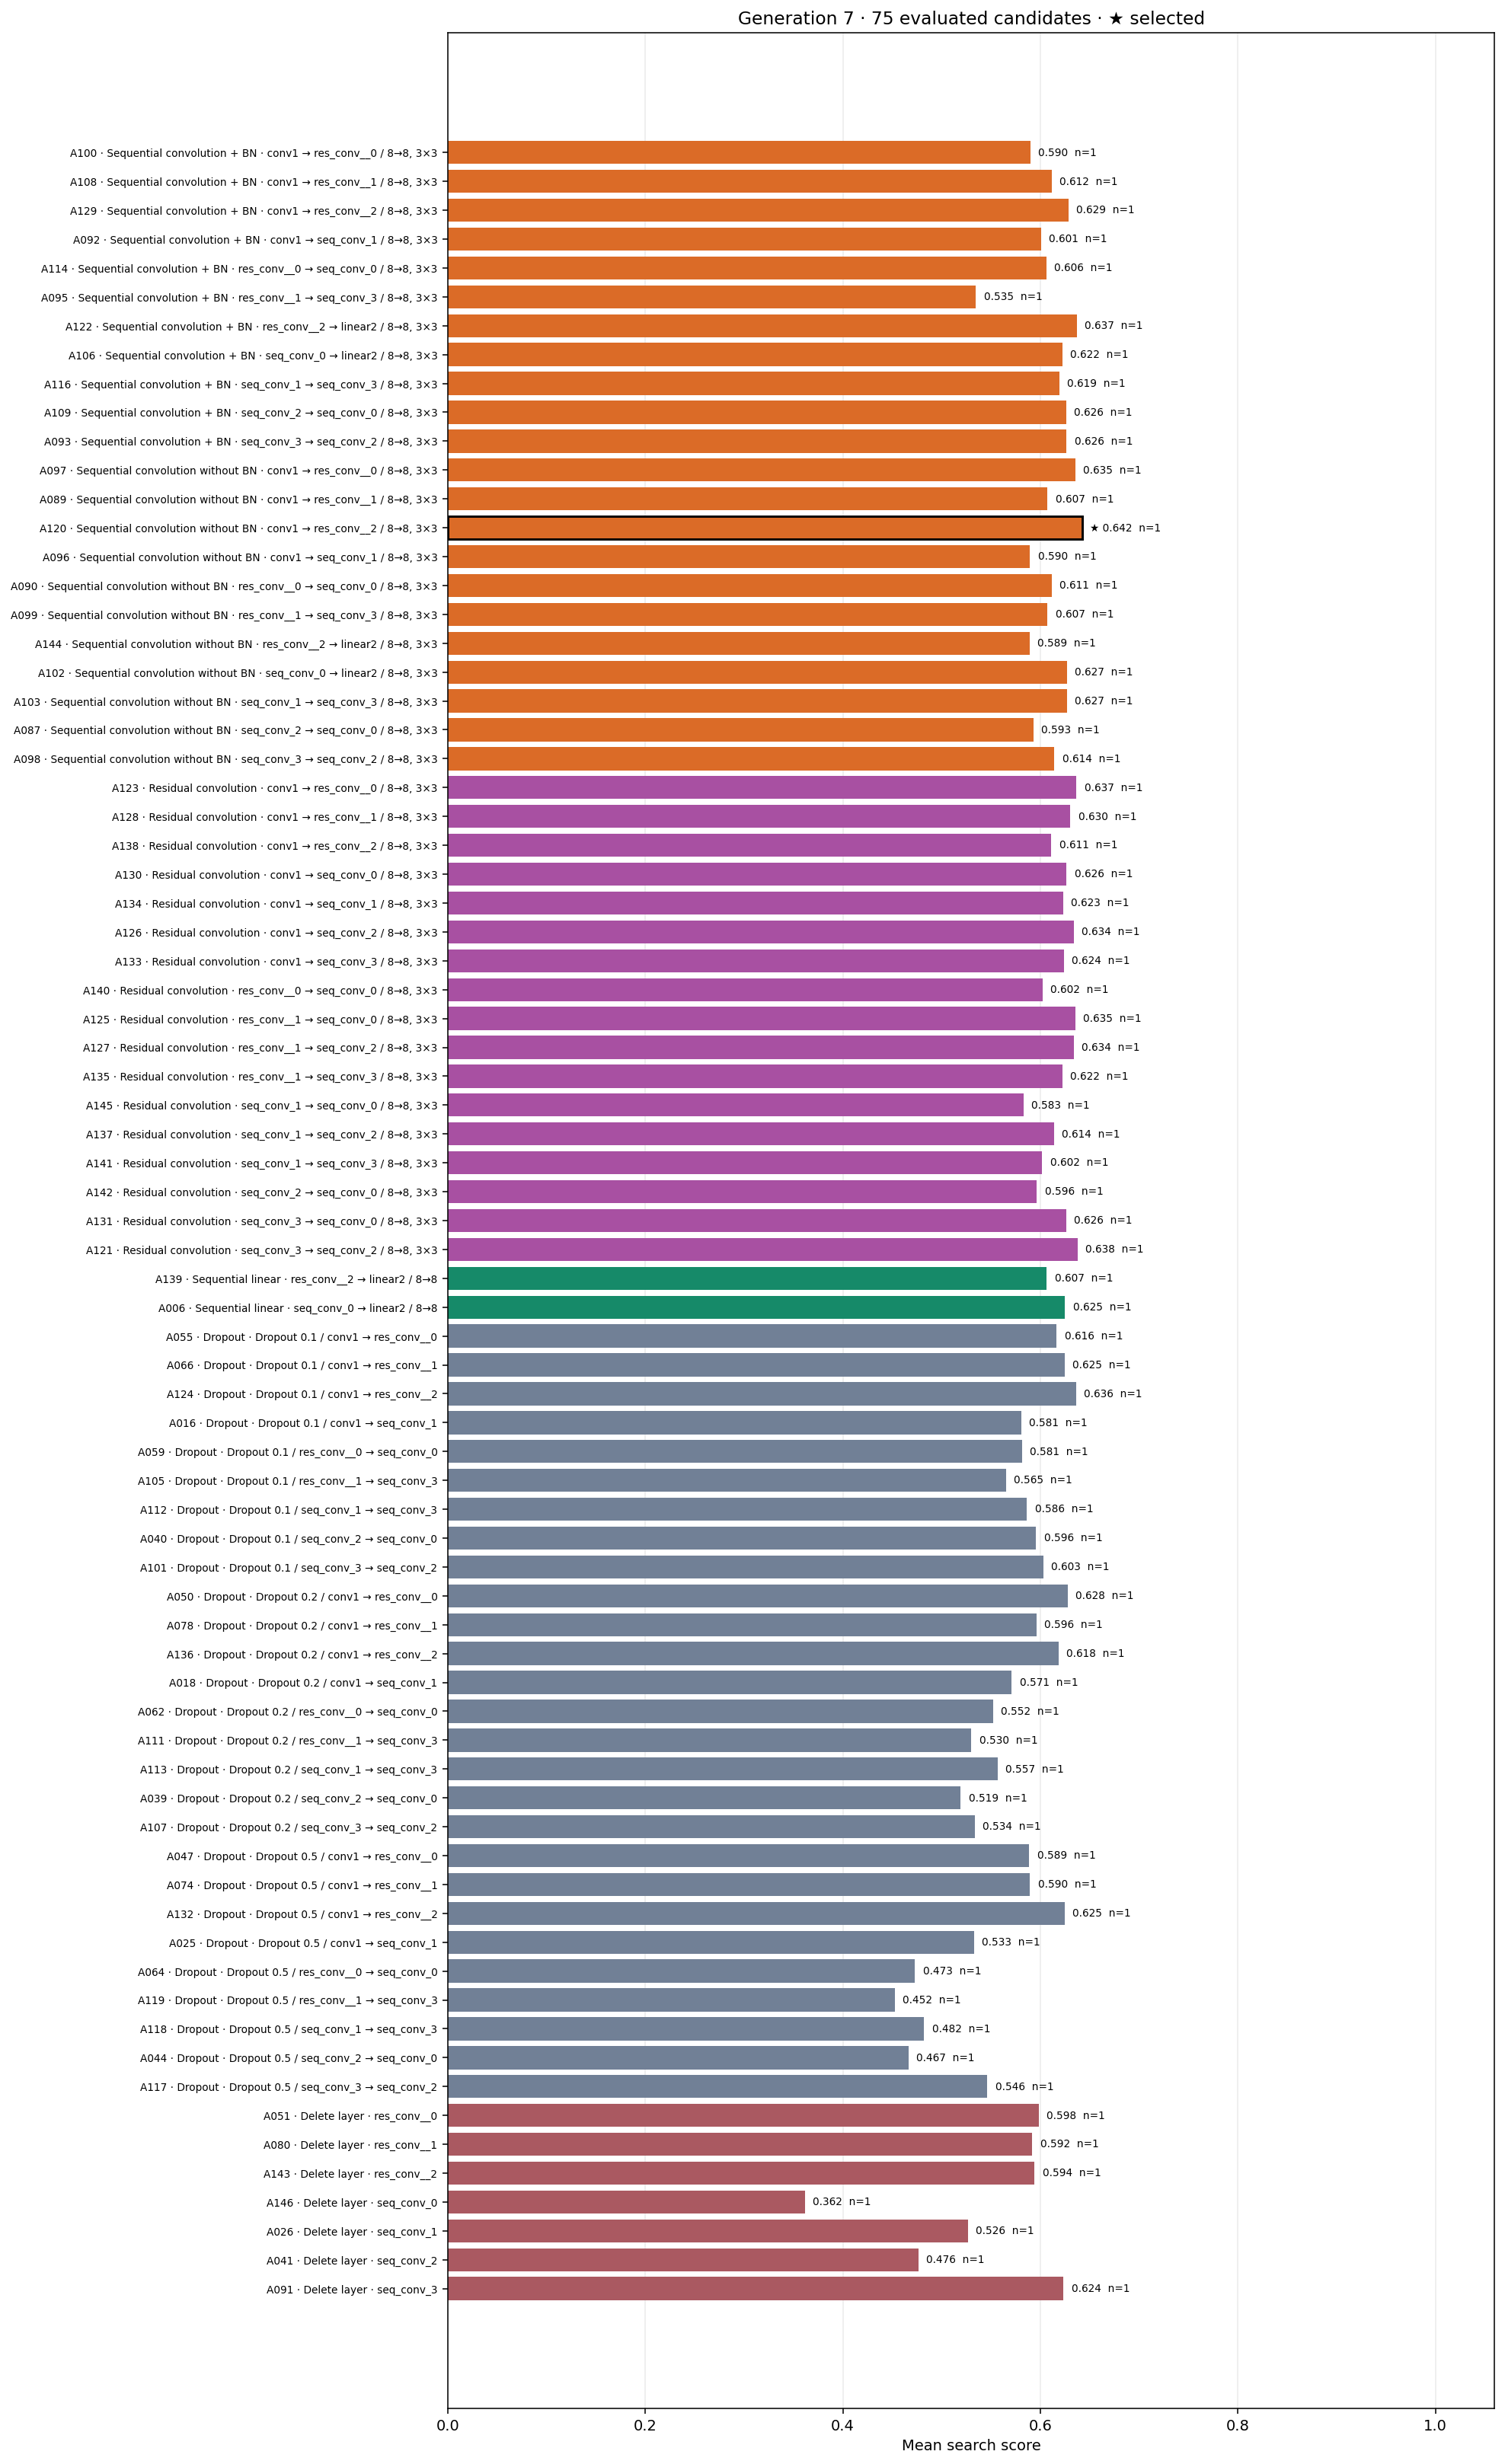 Generation 7 · 75 evaluated candidates · ★ selected
A100 · Sequential convolution + BN · conv1 → res_conv__0 / 8→8, 3×3 0.590 n=1
A108 · Sequential convolution + BN · conv1 → res_conv__1 / 8→8, 3×3 0.612 n=1
A129 · Sequential convolution + BN · conv1 → res_conv__2 / 8→8, 3×3 0.629 n=1
A092 · Sequential convolution + BN · conv1 → seq_conv_1 / 8→8, 3×3 0.601 n=1
A114 · Sequential convolution + BN · res_conv__0 → seq_conv_0 / 8→8, 3×3 0.606 n=1
A095 · Sequential convolution + BN · res_conv__1 → seq_conv_3 / 8→8, 3×3 0.535 n=1
A122 · Sequential convolution + BN · res_conv__2 → linear2 / 8→8, 3×3 0.637 n=1
A106 · Sequential convolution + BN · seq_conv_0 → linear2 / 8→8, 3×3 0.622 n=1
A116 · Sequential convolution + BN · seq_conv_1 → seq_conv_3 / 8→8, 3×3 0.619 n=1
A109 · Sequential convolution + BN · seq_conv_2 → seq_conv_0 / 8→8, 3×3 0.626 n=1
A093 · Sequential convolution + BN · seq_conv_3 → seq_conv_2 / 8→8, 3×3 0.626 n=1
A097 · Sequential convolution without BN · conv1 → res_conv__0 / 8→8, 3×3 0.635 n=1
A089 · Sequential convolution without BN · conv1 → res_conv__1 / 8→8, 3×3 0.607 n=1
A120 · Sequential convolution without BN · conv1 → res_conv__2 / 8→8, 3×3 ★ 0.642 n=1
A096 · Sequential convolution without BN · conv1 → seq_conv_1 / 8→8, 3×3 0.590 n=1
A090 · Sequential convolution without BN · res_conv__0 → seq_conv_0 / 8→8, 3×3 0.611 n=1
A099 · Sequential convolution without BN · res_conv__1 → seq_conv_3 / 8→8, 3×3 0.607 n=1
A144 · Sequential convolution without BN · res_conv__2 → linear2 / 8→8, 3×3 0.589 n=1
A102 · Sequential convolution without BN · seq_conv_0 → linear2 / 8→8, 3×3 0.627 n=1
A103 · Sequential convolution without BN · seq_conv_1 → seq_conv_3 / 8→8, 3×3 0.627 n=1
A087 · Sequential convolution without BN · seq_conv_2 → seq_conv_0 / 8→8, 3×3 0.593 n=1
A098 · Sequential convolution without BN · seq_conv_3 → seq_conv_2 / 8→8, 3×3 0.614 n=1
A123 · Residual convolution · conv1 → res_conv__0 / 8→8, 3×3 0.637 n=1
A128 · Residual convolution · conv1 → res_conv__1 / 8→8, 3×3 0.630 n=1
A138 · Residual convolution · conv1 → res_conv__2 / 8→8, 3×3 0.611 n=1
A130 · Residual convolution · conv1 → seq_conv_0 / 8→8, 3×3 0.626 n=1
A134 · Residual convolution · conv1 → seq_conv_1 / 8→8, 3×3 0.623 n=1
A126 · Residual convolution · conv1 → seq_conv_2 / 8→8, 3×3 0.634 n=1
A133 · Residual convolution · conv1 → seq_conv_3 / 8→8, 3×3 0.624 n=1
A140 · Residual convolution · res_conv__0 → seq_conv_0 / 8→8, 3×3 0.602 n=1
A125 · Residual convolution · res_conv__1 → seq_conv_0 / 8→8, 3×3 0.635 n=1
A127 · Residual convolution · res_conv__1 → seq_conv_2 / 8→8, 3×3 0.634 n=1
A135 · Residual convolution · res_conv__1 → seq_conv_3 / 8→8, 3×3 0.622 n=1
A145 · Residual convolution · seq_conv_1 → seq_conv_0 / 8→8, 3×3 0.583 n=1
A137 · Residual convolution · seq_conv_1 → seq_conv_2 / 8→8, 3×3 0.614 n=1
A141 · Residual convolution · seq_conv_1 → seq_conv_3 / 8→8, 3×3 0.602 n=1
A142 · Residual convolution · seq_conv_2 → seq_conv_0 / 8→8, 3×3 0.596 n=1
A131 · Residual convolution · seq_conv_3 → seq_conv_0 / 8→8, 3×3 0.626 n=1
A121 · Residual convolution · seq_conv_3 → seq_conv_2 / 8→8, 3×3 0.638 n=1
A139 · Sequential linear · res_conv__2 → linear2 / 8→8 0.607 n=1
A006 · Sequential linear · seq_conv_0 → linear2 / 8→8 0.625 n=1
A055 · Dropout · Dropout 0.1 / conv1 → res_conv__0 0.616 n=1
A066 · Dropout · Dropout 0.1 / conv1 → res_conv__1 0.625 n=1
A124 · Dropout · Dropout 0.1 / conv1 → res_conv__2 0.636 n=1
A016 · Dropout · Dropout 0.1 / conv1 → seq_conv_1 0.581 n=1
A059 · Dropout · Dropout 0.1 / res_conv__0 → seq_conv_0 0.581 n=1
A105 · Dropout · Dropout 0.1 / res_conv__1 → seq_conv_3 0.565 n=1
A112 · Dropout · Dropout 0.1 / seq_conv_1 → seq_conv_3 0.586 n=1
A040 · Dropout · Dropout 0.1 / seq_conv_2 → seq_conv_0 0.596 n=1
A101 · Dropout · Dropout 0.1 / seq_conv_3 → seq_conv_2 0.603 n=1
A050 · Dropout · Dropout 0.2 / conv1 → res_conv__0 0.628 n=1
A078 · Dropout · Dropout 0.2 / conv1 → res_conv__1 0.596 n=1
A136 · Dropout · Dropout 0.2 / conv1 → res_conv__2 0.618 n=1
A018 · Dropout · Dropout 0.2 / conv1 → seq_conv_1 0.571 n=1
A062 · Dropout · Dropout 0.2 / res_conv__0 → seq_conv_0 0.552 n=1
A111 · Dropout · Dropout 0.2 / res_conv__1 → seq_conv_3 0.530 n=1
A113 · Dropout · Dropout 0.2 / seq_conv_1 → seq_conv_3 0.557 n=1
A039 · Dropout · Dropout 0.2 / seq_conv_2 → seq_conv_0 0.519 n=1
A107 · Dropout · Dropout 0.2 / seq_conv_3 → seq_conv_2 0.534 n=1
A047 · Dropout · Dropout 0.5 / conv1 → res_conv__0 0.589 n=1
A074 · Dropout · Dropout 0.5 / conv1 → res_conv__1 0.590 n=1
A132 · Dropout · Dropout 0.5 / conv1 → res_conv__2 0.625 n=1
A025 · Dropout · Dropout 0.5 / conv1 → seq_conv_1 0.533 n=1
A064 · Dropout · Dropout 0.5 / res_conv__0 → seq_conv_0 0.473 n=1
A119 · Dropout · Dropout 0.5 / res_conv__1 → seq_conv_3 0.452 n=1
A118 · Dropout · Dropout 0.5 / seq_conv_1 → seq_conv_3 0.482 n=1
A044 · Dropout · Dropout 0.5 / seq_conv_2 → seq_conv_0 0.467 n=1
A117 · Dropout · Dropout 0.5 / seq_conv_3 → seq_conv_2 0.546 n=1
A051 · Delete layer · res_conv__0 0.598 n=1
A080 · Delete layer · res_conv__1 0.592 n=1
A143 · Delete layer · res_conv__2 0.594 n=1
A146 · Delete layer · seq_conv_0 0.362 n=1
A026 · Delete layer · seq_conv_1 0.526 n=1
A041 · Delete layer · seq_conv_2 0.476 n=1
A091 · Delete layer · seq_conv_3 0.624 n=1
0.0 0.2 0.4 0.6 0.8 1.0
Mean search score